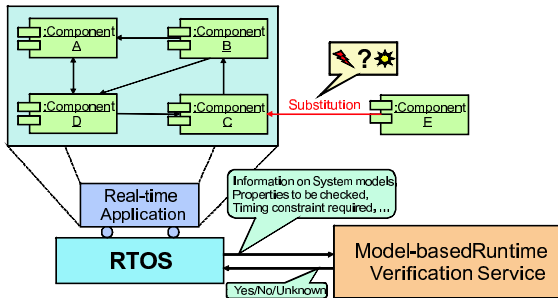 :Component
A
:Component
B
:Component
D
:Component
C
?
Substitution
:Component
E
Real-time
Application
Information on System models,
Properties to be checked,
Timing constraint required, ...
RTOS
Model-basedRuntime
Verification Service
Yes/No/Unknown